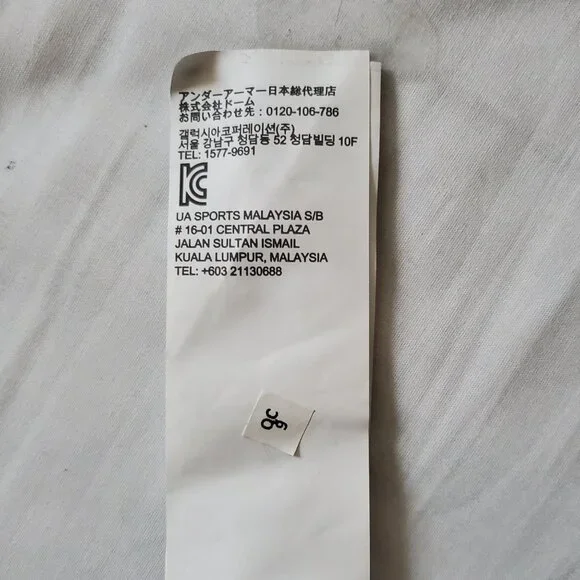 アンダーアーマー日本総代理店
株式会社ドーム
お問い合わせ先：0120-106-786
갤럭시아코퍼레이션(주)
서울 강남구 청담동 52 청담빌딩 10F
TEL: 1577-9691
KC
UA SPORTS MALAYSIA S/B
# 16-01 CENTRAL PLAZA
JALAN SULTAN ISMAIL
KUALA LUMPUR, MALAYSIA
TEL: +603 21130688